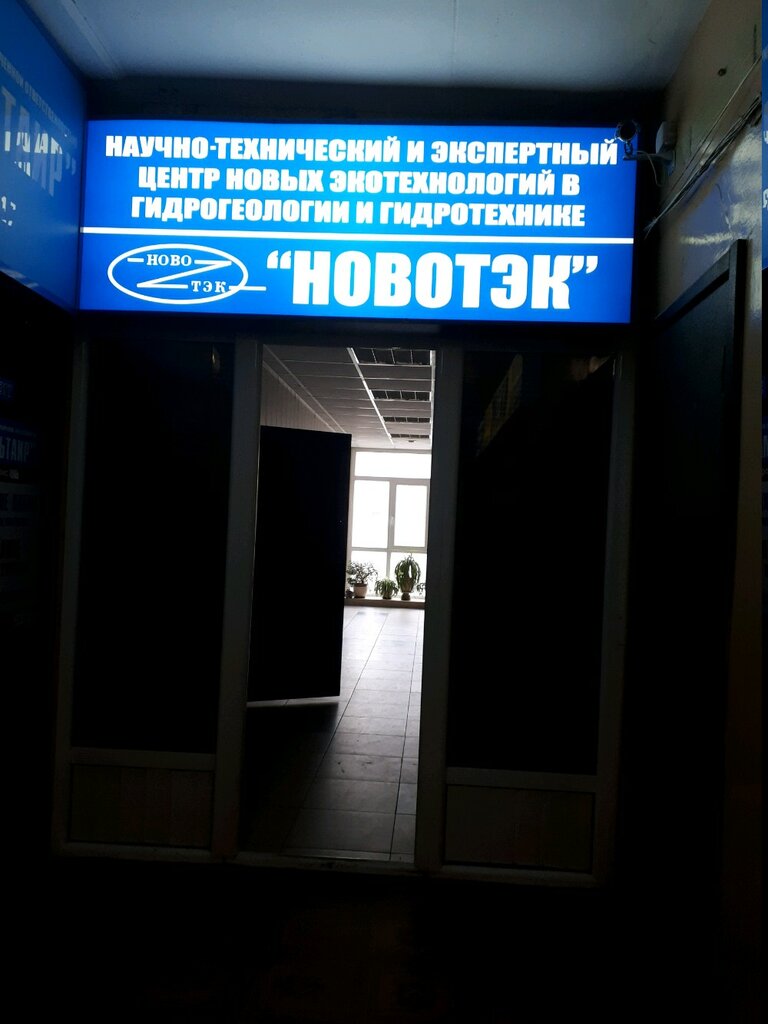 НАУЧНО-ТЕХНИЧЕСКИЙ И ЭКСПЕРТНЫЙ
ЦЕНТР НОВЫХ ЭКОТЕХНОЛОГИЙ В
ГИДРОГЕОЛОГИИ И ГИДРОТЕХНИКЕ
НОВО
ТЭК
"НОВОТЭК"